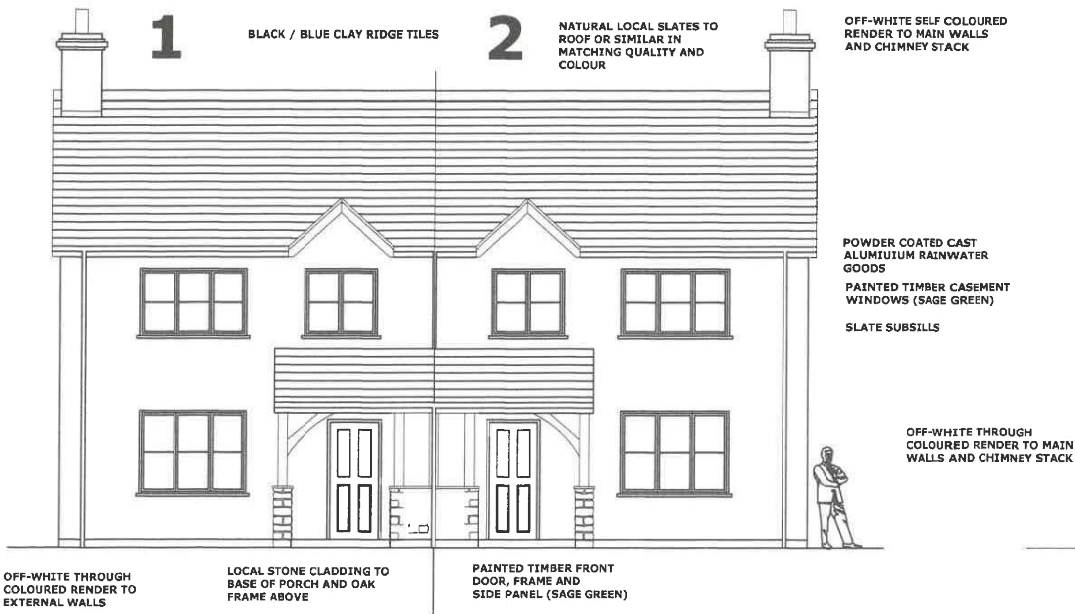 1
BLACK / BLUE CLAY RIDGE TILES
2
NATURAL LOCAL SLATES TO
ROOF OR SIMILAR IN
MATCHING QUALITY AND
COLOUR
OFF-WHITE SELF COLOURED
RENDER TO MAIN WALLS
AND CHIMNEY STACK
POWDER COATED CAST
ALUMIUIUM RAINWATER
GOODS
PAINTED TIMBER CASEMENT
WINDOWS (SAGE GREEN)
SLATE SUBSILLS
OFF-WHITE THROUGH
COLOURED RENDER TO MAIN
WALLS AND CHIMNEY STACK
OFF-WHITE THROUGH
COLOURED RENDER TO
EXTERNAL WALLS
LOCAL STONE CLADDING TO
BASE OF PORCH AND OAK
FRAME ABOVE
PAINTED TIMBER FRONT
DOOR, FRAME AND
SIDE PANEL (SAGE GREEN)